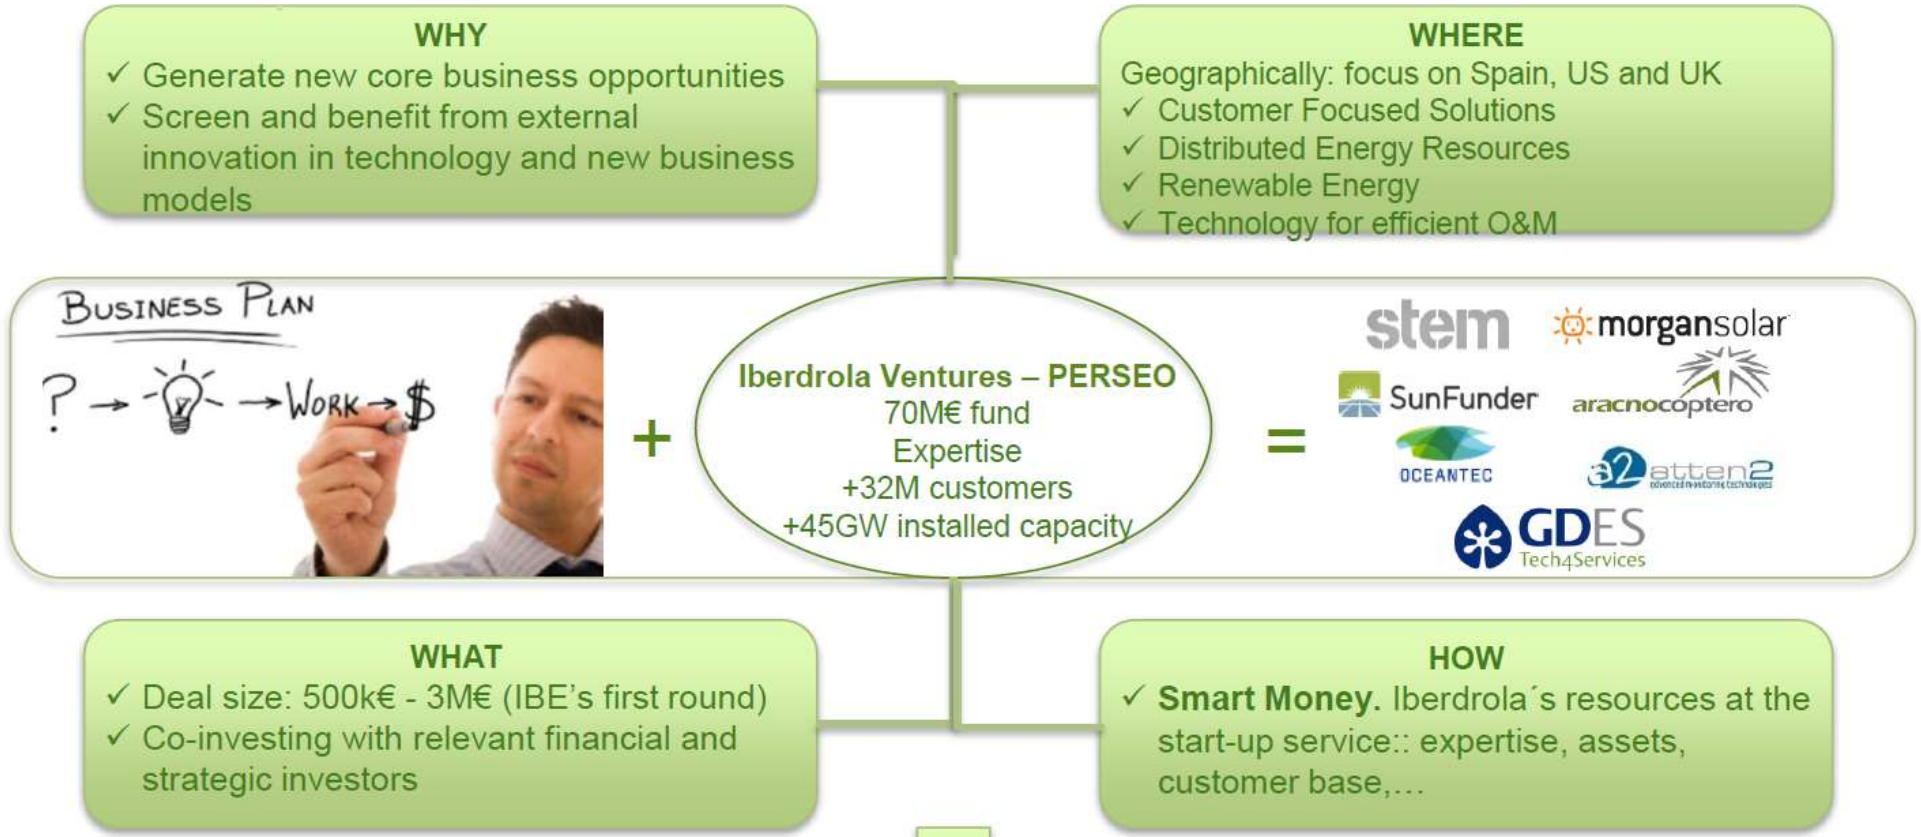 WHY
✓ Generate new core business opportunities
✓ Screen and benefit from external
innovation in technology and new business
models
WHERE
Geographically: focus on Spain, US and UK
✓ Customer Focused Solutions
✓ Distributed Energy Resources
✓ Renewable Energy
✓ Technology for efficient O&M
BUSINESS PLAN
? → → WORK → $
+
Iberdrola Ventures – PERSEO
70M€ fund
Expertise
+32M customers
+45GW installed capacity
=
stem
morgansolar
SunFunder
aracnocóptero
OCEANTEC
a2 atten2
advanced monitoring technologies
GDES
Tech4Services
WHAT
✓ Deal size: 500k€ - 3M€ (IBE's first round)
✓ Co-investing with relevant financial and
strategic investors
HOW
✓ Smart Money. Iberdrola´s resources at the
start-up service:: expertise, assets,
customer base,…